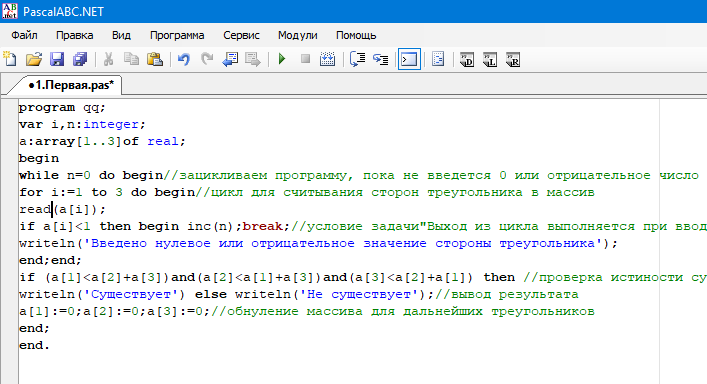 PascalABC.NET
Файл Правка Вид Программа Сервис Модули Помощь
●1.Первая.pas*
program qq;
var i,n:integer;
a:array[1..3]of real;
begin
while n=0 do begin//зацикливаем программу, пока не введется 0 или отрицательное число
for i:=1 to 3 do begin//цикл для считывания сторон треугольника в массив
read(a[i]);
if a[i]<1 then begin inc(n);break;//условие задачи"Выход из цикла выполняется при ввод
writeln('Введено нулевое или отрицательное значение стороны треугольника');
end;end;
if (a[1]<a[2]+a[3])and(a[2]<a[1]+a[3])and(a[3]<a[2]+a[1]) then //проверка истиности су
writeln('Существует') else writeln('Не существует');//вывод результата
a[1]:=0;a[2]:=0;a[3]:=0;//обнуление массива для дальнейших треугольников
end;
end.